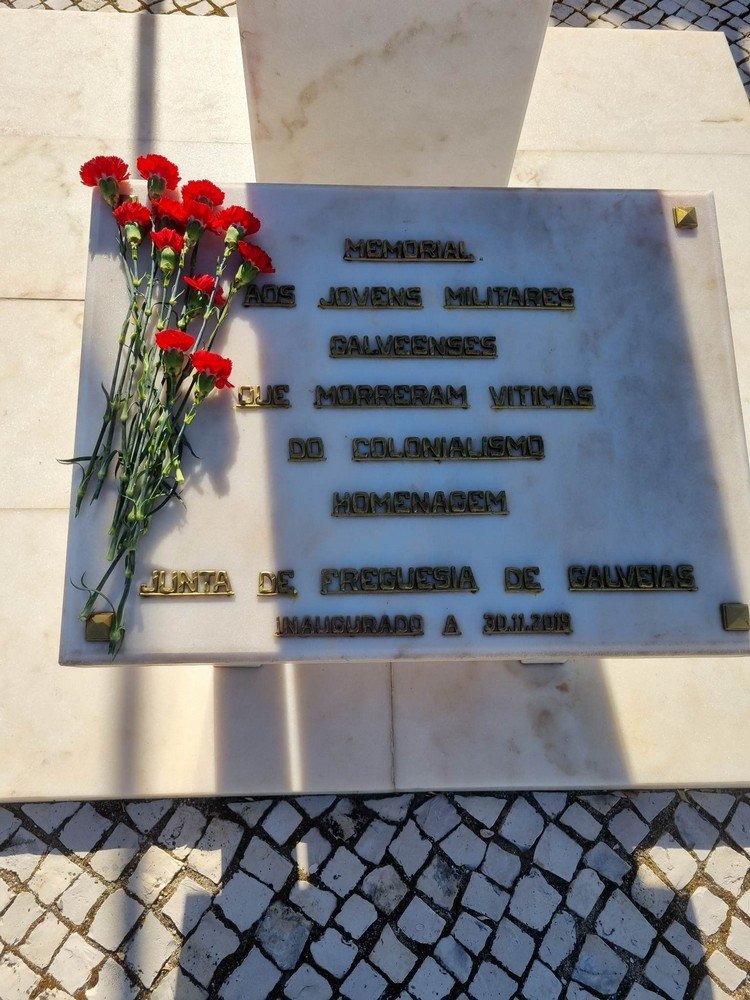 MEMORIAL
AOS JOVENS MILITARES
GALVEENSES
QUE MORRERAM VITIMAS
DO COLONIALISMO
HOMENAGEM
JUNTA DE FREGUESIA DE GALVEIAS
INAUGURADO A 30.11.2019